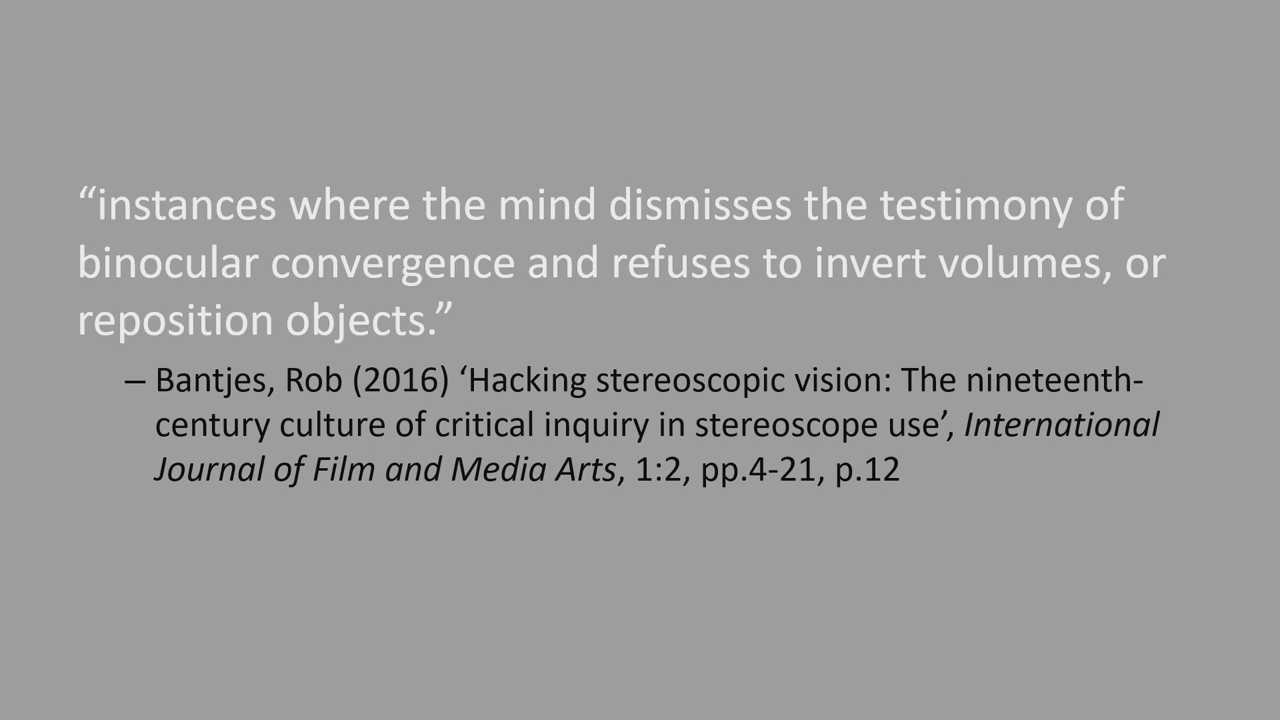 “instances where the mind dismisses the testimony of
binocular convergence and refuses to invert volumes, or
reposition objects.”
– Bantjes, Rob (2016) ‘Hacking stereoscopic vision: The nineteenth-
century culture of critical inquiry in stereoscope use’, International
Journal of Film and Media Arts, 1:2, pp.4-21, p.12